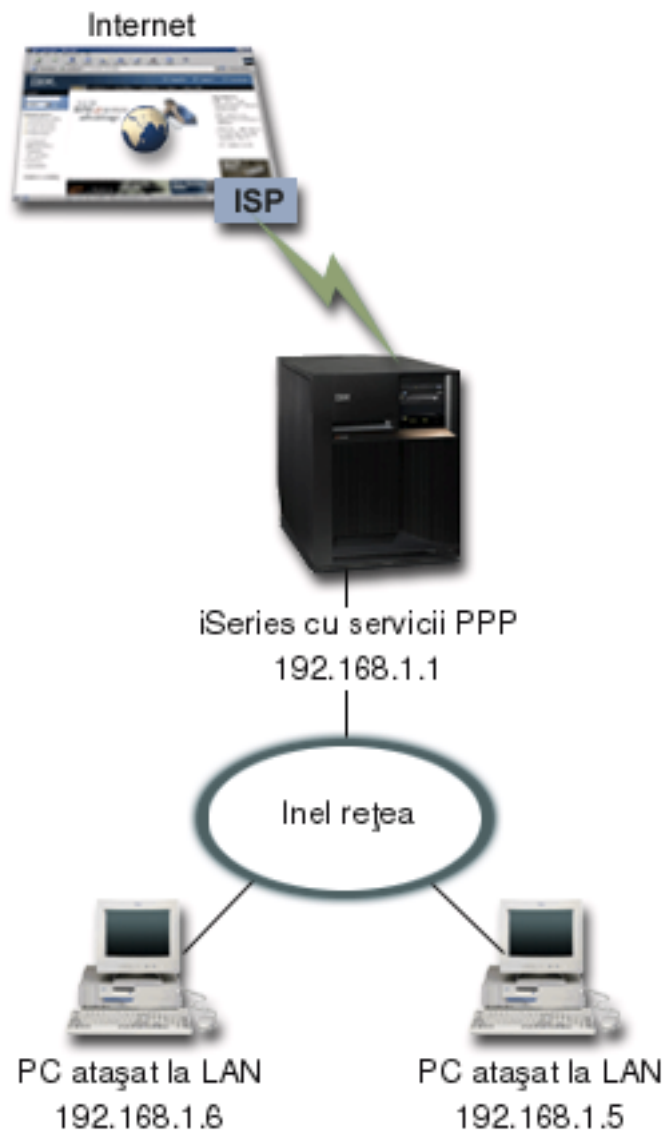 Internet
ISP
iSeries cu servicii PPP
192.168.1.1
Inel reţea
PC ataşat la LAN
192.168.1.6
PC ataşat la LAN
192.168.1.5